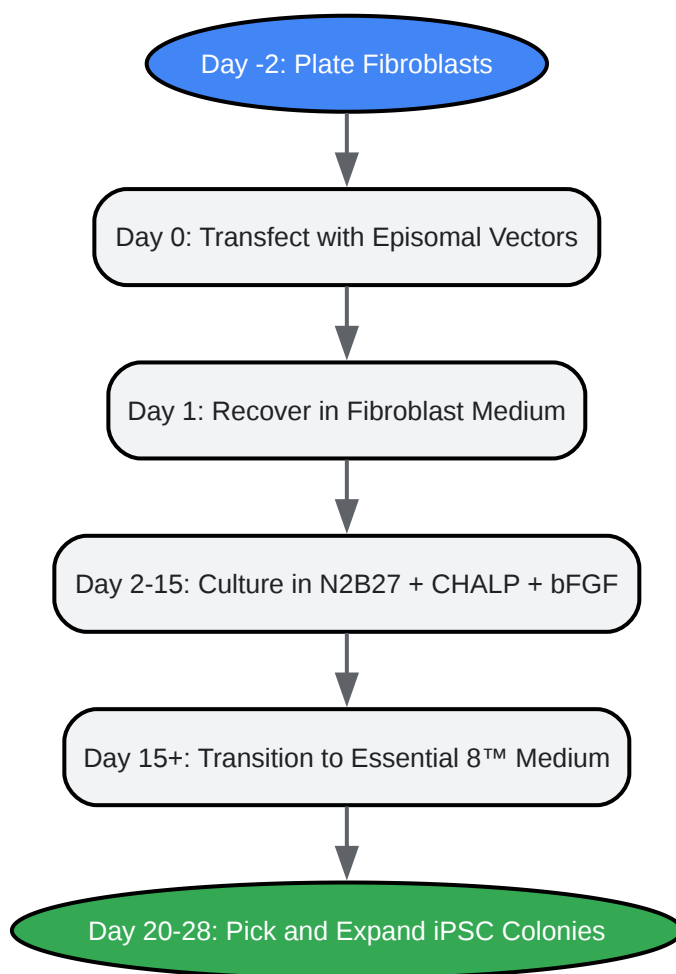 Day -2: Plate Fibroblasts
Day 0: Transfect with Episomal Vectors
Day 1: Recover in Fibroblast Medium
Day 2-15: Culture in N2B27 + CHALP + bFGF
Day 15+: Transition to Essential 8™ Medium
Day 20-28: Pick and Expand iPSC Colonies